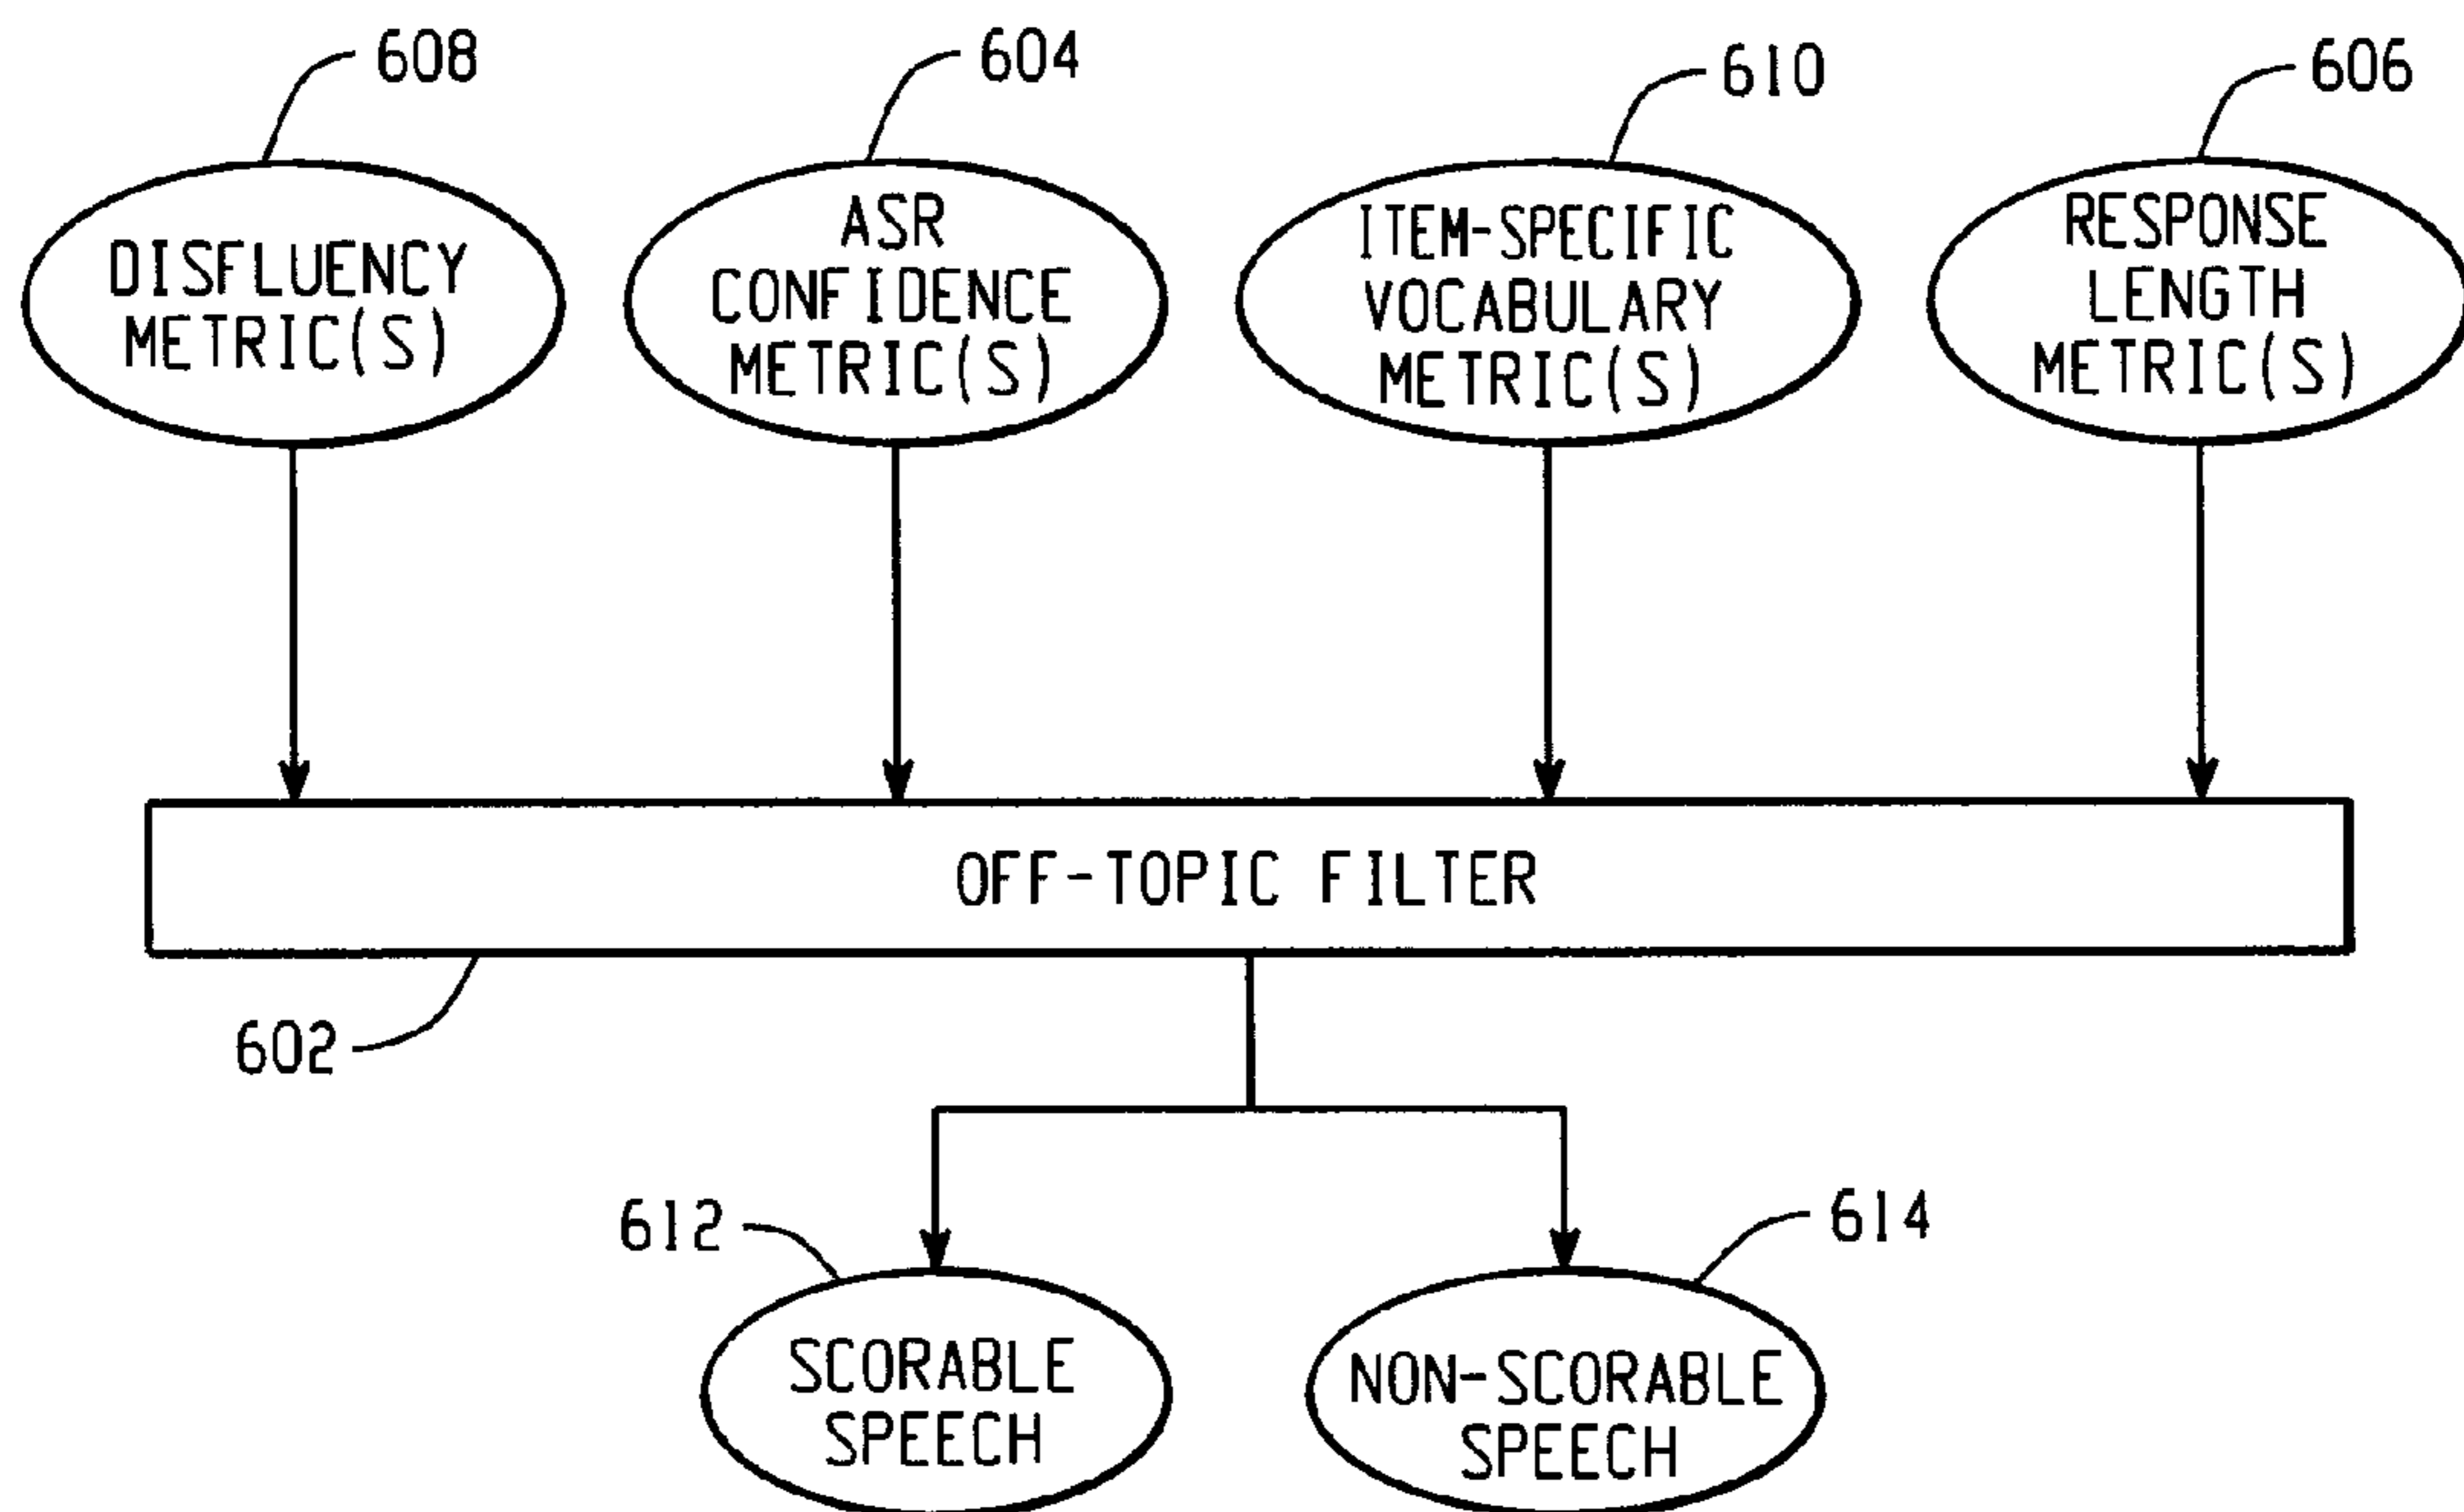 608
604
610
606
DISFLUENCY
METRIC(S)
ASR
CONFIDENCE
METRIC(S)
ITEM-SPECIFIC
VOCABULARY
METRIC(S)
RESPONSE
LENGTH
METRIC(S)
OFF-TOPIC FILTER
602
612
614
SCORABLE
SPEECH
NON-SCORABLE
SPEECH